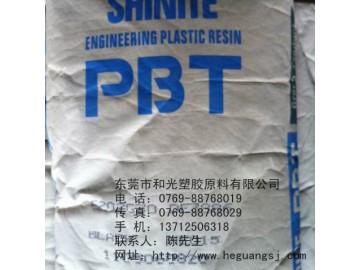 SHINITE
ENGINEERING PLASTIC RESIN
PBT
东莞市和光塑胶原料有限公司
电 话:0769-88768019
传 真:0769-88768029
手 机:13712506318
联系人:陈先生
网址:http://www.heguangsj.com